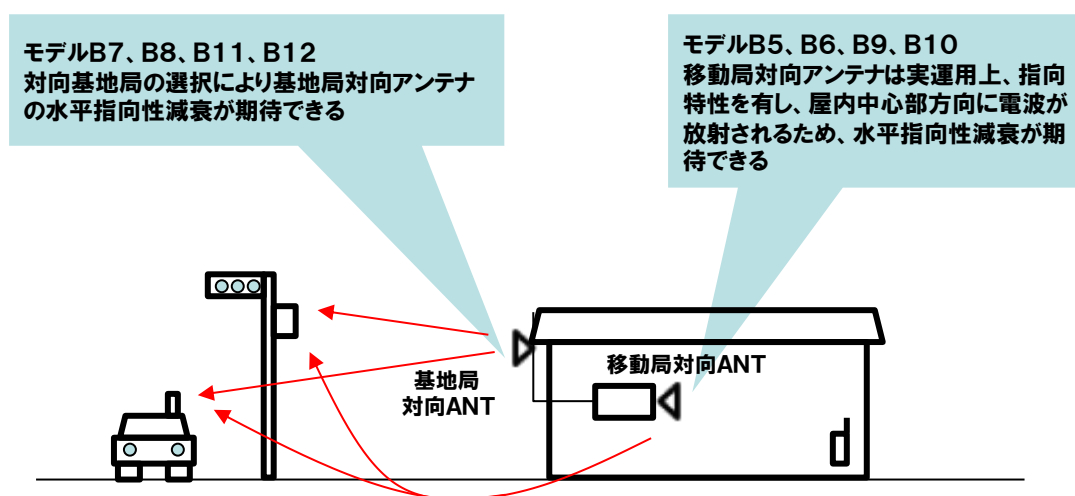 モデルB7、B8、B11、B12
対向基地局の選択により基地局対向アンテナ
の水平指向性減衰が期待できる
モデルB5、B6、B9、B10
移動局対向アンテナは実運用上、指向
特性を有し、屋内中心部方向に電波が
放射されるため、水平指向性減衰が期
待できる
基地局
対向ANT
移動局対向ANT